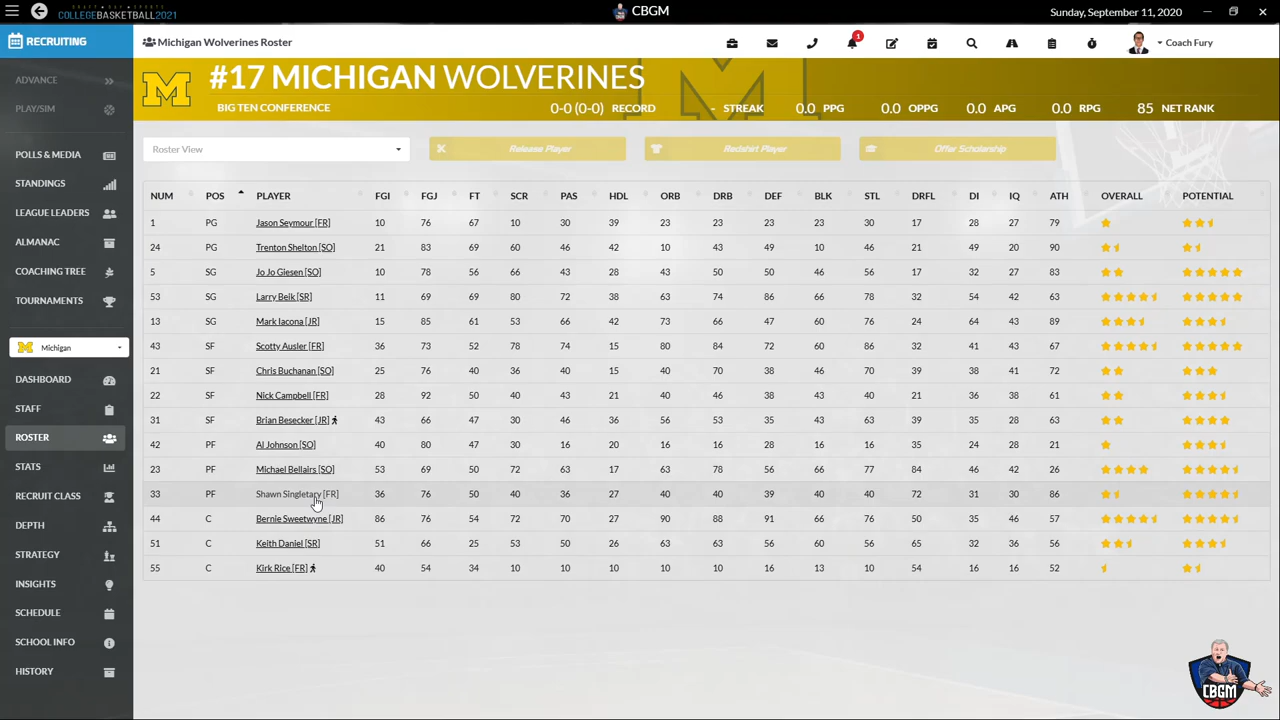 DRAFT DAY SPORTS
COLLEGEBASKETBALL2021
CBGM
Sunday, September 11, 2020
RECRUITING
Michigan Wolverines Roster
1
Coach Fury
ADVANCE
PLAY/SIM
M
#17 MICHIGAN WOLVERINES
BIG TEN CONFERENCE
0-0 (0-0) RECORD - STREAK 0.0 PPG 0.0 OPPG 0.0 APG 0.0 RPG 85 NET RANK
POLLS & MEDIA
STANDINGS
LEAGUE LEADERS
ALMANAC
COACHING TREE
TOURNAMENTS
Michigan
DASHBOARD
STAFF
ROSTER
STATS
RECRUIT CLASS
DEPTH
STRATEGY
INSIGHTS
SCHEDULE
SCHOOL INFO
HISTORY
Roster View
Release Player
Redshirt Player
Offer Scholarship
NUM POS PLAYER FGI FGJ FT SCR PAS HDL ORB DRB DEF BLK STL DRFL DI IQ ATH OVERALL POTENTIAL
1 PG Jason Seymour [FR] 10 76 67 10 30 39 23 23 23 23 30 17 28 27 79
24 PG Trenton Shelton [SO] 21 83 69 60 46 42 10 43 49 10 46 21 49 20 90
5 SG Jo Jo Giesen [SO] 10 78 56 66 43 28 43 50 50 46 56 17 32 27 83
53 SG Larry Beik [SR] 11 69 69 80 72 38 63 74 86 66 78 32 54 42 63
13 SG Mark Iacona [JR] 15 85 61 53 66 42 73 66 47 60 76 24 64 43 89
43 SF Scotty Ausler [FR] 36 73 52 78 74 15 80 84 72 60 86 32 41 43 67
21 SF Chris Buchanan [SO] 25 76 40 36 40 15 40 70 38 46 70 39 38 41 72
22 SF Nick Campbell [FR] 28 92 50 40 43 21 40 46 38 43 40 21 36 38 61
31 SF Brian Besecker [JR] 43 66 47 30 46 36 56 53 35 43 63 39 35 28 63
42 PF Al Johnson [SO] 40 80 47 30 16 20 16 16 28 16 16 35 24 28 21
23 PF Michael Bellairs [SO] 53 69 50 72 63 17 63 78 56 66 77 84 46 42 26
33 PF Shawn Singletary [FR] 36 76 50 40 36 27 40 40 39 40 40 72 31 30 86
44 C Bernie Sweetwyne [JR] 86 76 54 72 70 27 90 88 91 66 76 50 35 46 57
51 C Keith Daniel [SR] 51 66 25 53 50 26 63 63 56 60 56 65 32 36 56
55 C Kirk Rice [FR] 40 54 34 10 10 10 10 10 16 13 10 54 16 16 52
CBGM